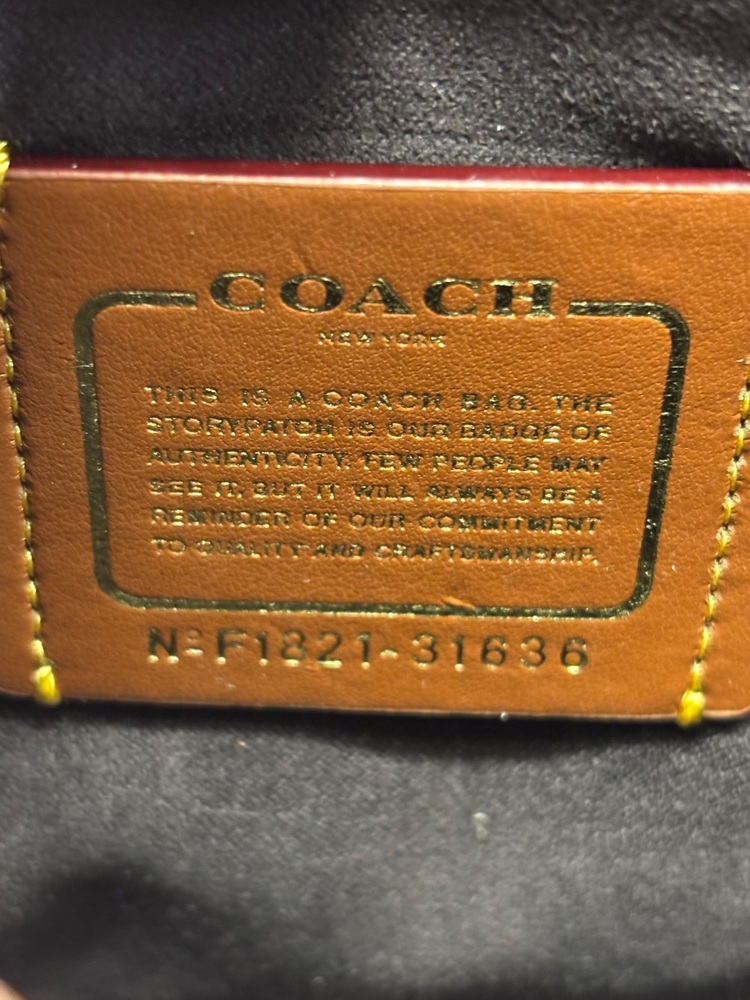 COACH
NEW YORK
THIS IS A COACH BAG. THE
STORYPATCH IS OUR BADGE OF
AUTHENTICITY. FEW PEOPLE MAY
SEE IT, BUT IT WILL ALWAYS BE A
REMINDER OF OUR COMMITMENT
TO QUALITY AND CRAFTSMANSHIP.
Nº F1821-31636